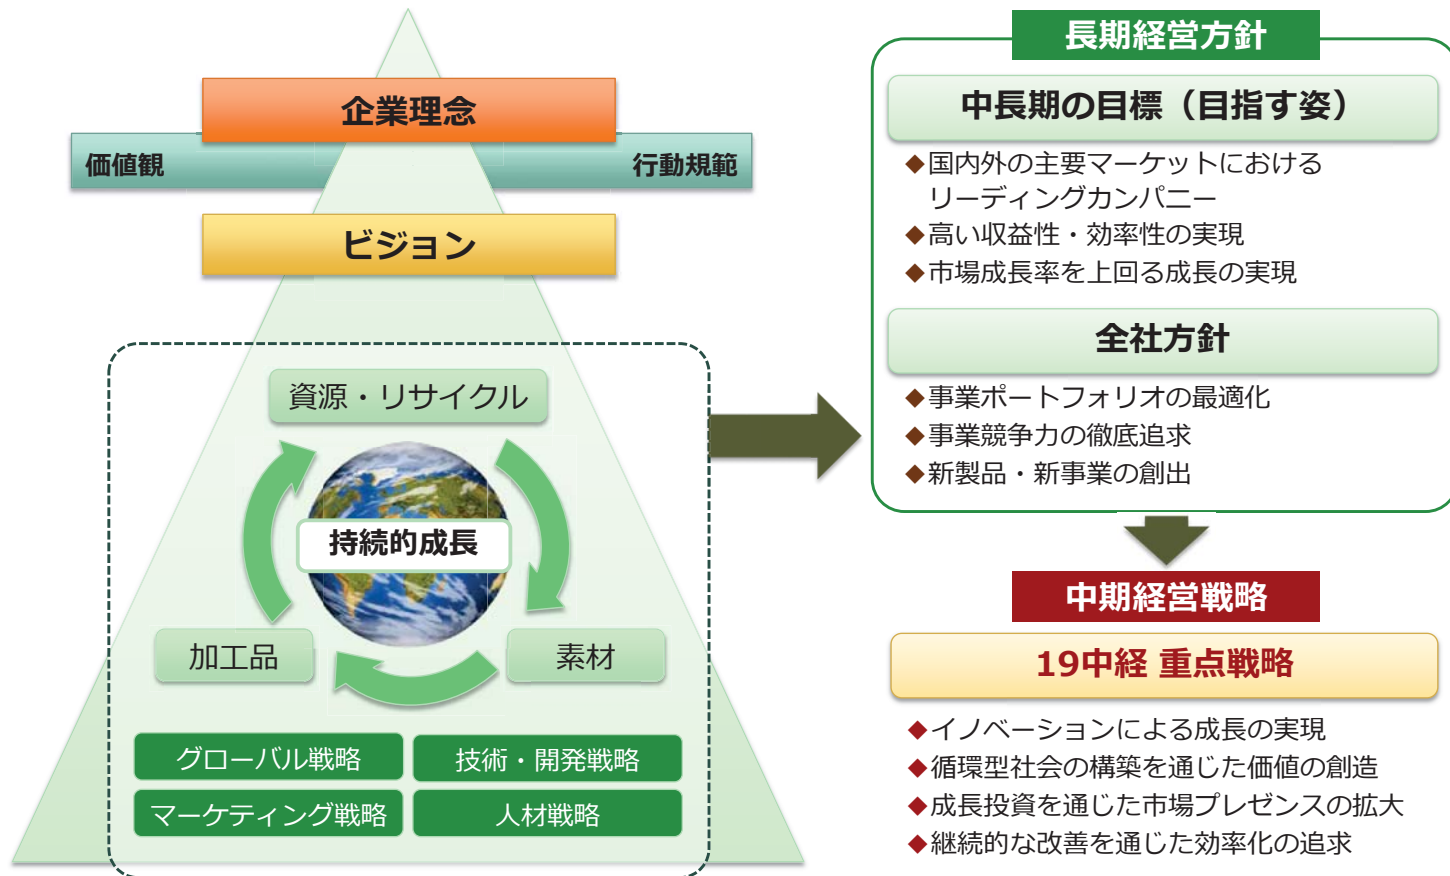 企業理念
価値観
行動規範
ビジョン
資源・リサイクル
持続的成長
加工品
素材
グローバル戦略
技術・開発戦略
マーケティング戦略
人材戦略
長期経営方針
中長期の目標（目指す姿）
◆国内外の主要マーケットにおける
リーディングカンパニー
◆高い収益性・効率性の実現
◆市場成長率を上回る成長の実現
全社方針
◆事業ポートフォリオの最適化
◆事業競争力の徹底追求
◆新製品・新事業の創出
中期経営戦略
19中経 重点戦略
◆イノベーションによる成長の実現
◆循環型社会の構築を通じた価値の創造
◆成長投資を通じた市場プレゼンスの拡大
◆継続的な改善を通じた効率化の追求